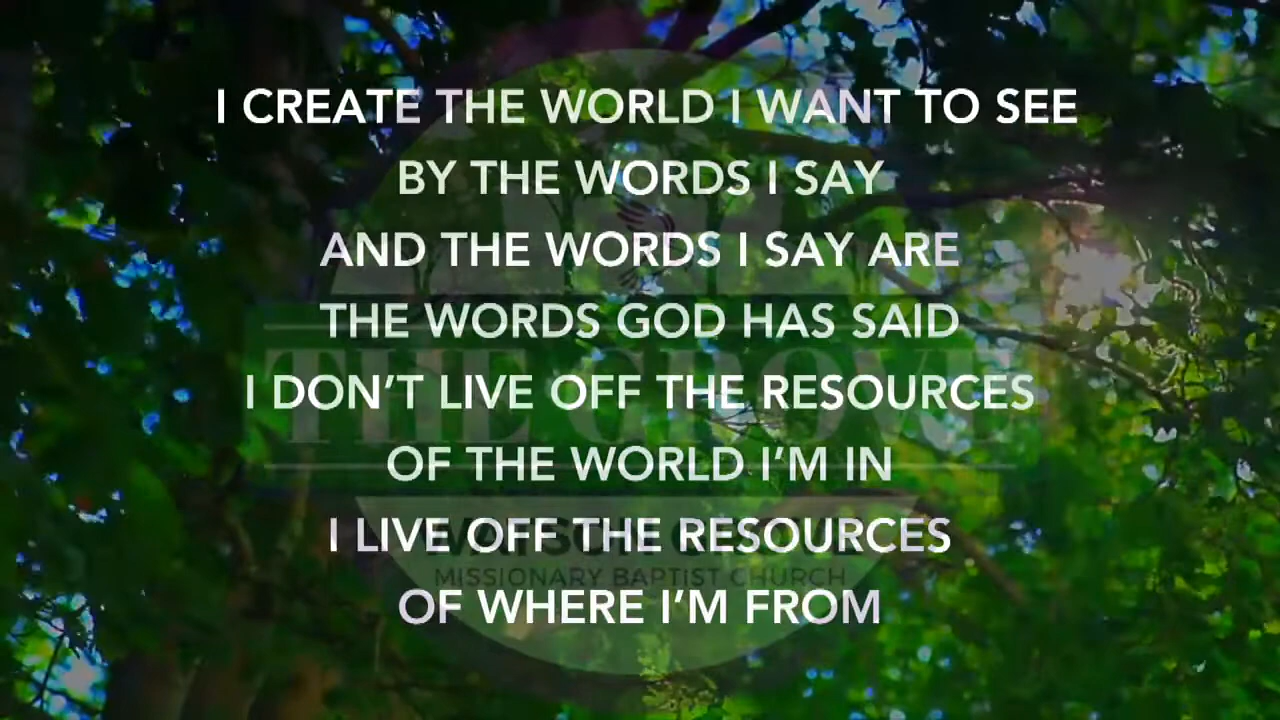 I CREATE THE WORLD I WANT TO SEE
BY THE WORDS I SAY
AND THE WORDS I SAY ARE
THE WORDS GOD HAS SAID
THE GROVE
I DON'T LIVE OFF THE RESOURCES
OF THE WORLD I'M IN
I LIVE OFF THE RESOURCES
MISSIONARY BAPTIST CHURCH
OF WHERE I'M FROM